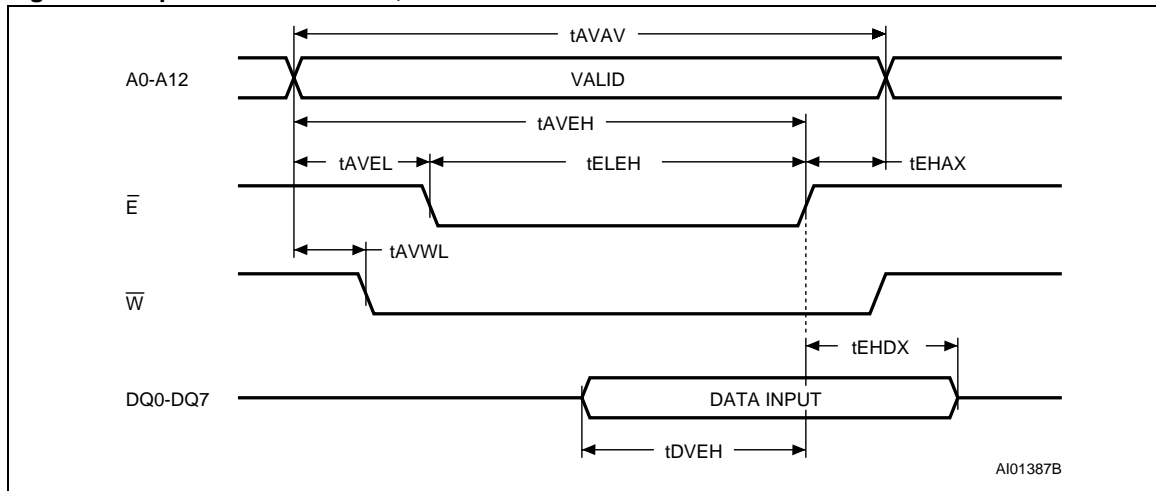 tAVAV
A0-A12
VALID
tAVEH
tAVEL
tELEH
tEHAX
E
tAVWL
W
tEHDX
DQ0-DQ7
DATA INPUT
tDVEH
AI01387B